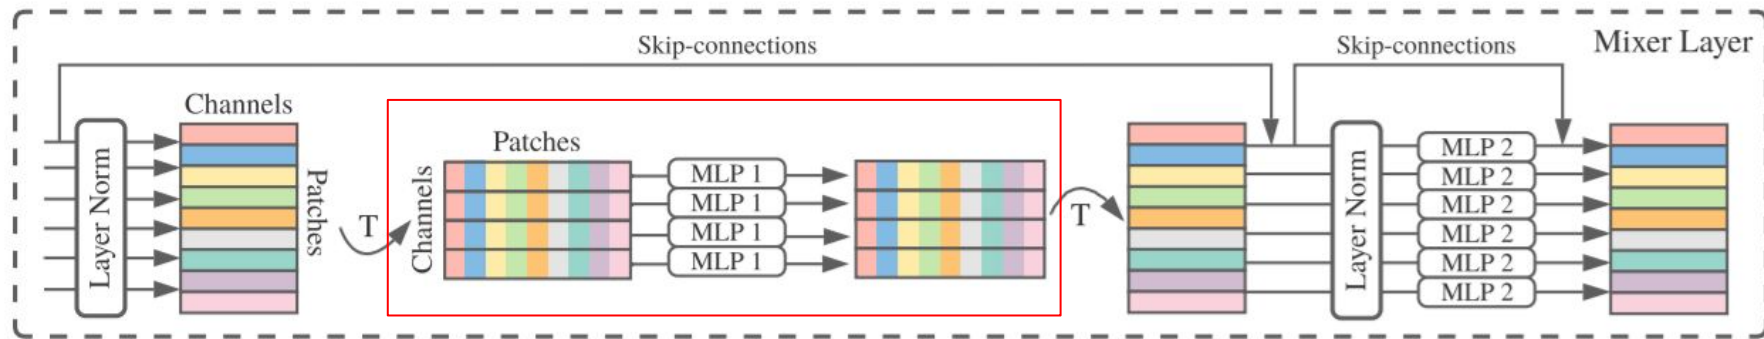 Skip-connections
Skip-connections
Mixer Layer
Channels
Layer Norm
Patches
T
Patches
Channels
MLP 1
MLP 1
MLP 1
MLP 1
T
Layer Norm
MLP 2
MLP 2
MLP 2
MLP 2
MLP 2
MLP 2